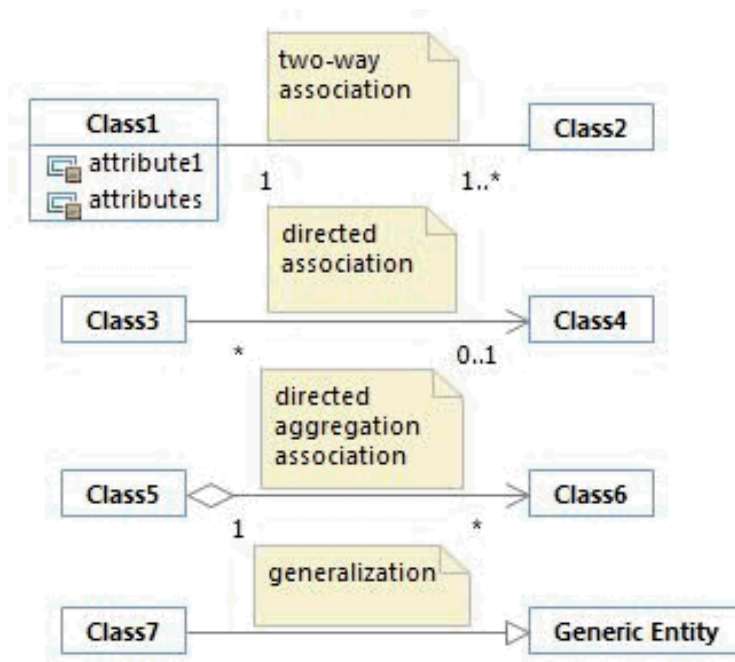 two-way
association
Class1
Class2
attribute1
attributes
1
1..*
directed
association
Class3
Class4
*
0..1
directed
aggregation
association
Class5
Class6
1
*
generalization
Class7
Generic Entity